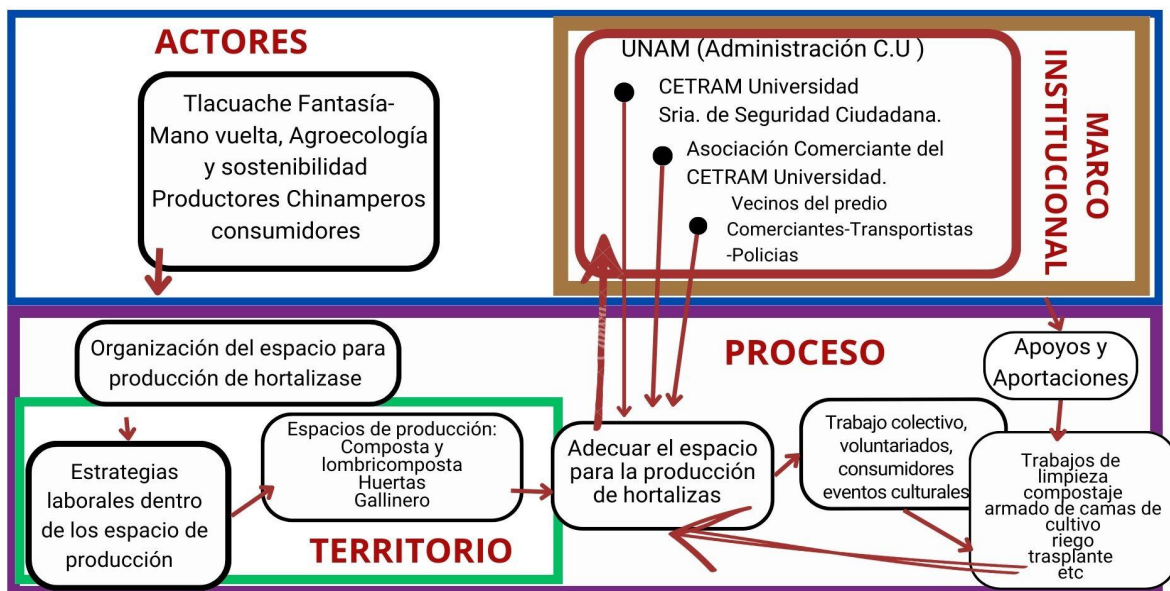 ACTORES
Tlacuache Fantasía-
Mano vuelta, Agroecología
y sostenibilidad
Productores Chinamperos
consumidores
UNAM (Administración C.U )
CETRAM Universidad
Sria. de Seguridad Ciudadana.
Asociación Comerciante del
CETRAM Universidad.
Vecinos del predio
Comerciantes-Transportistas
-Policias
MARCO
INSTITUCIONAL
PROCESO
Organización del espacio para
producción de hortalizase
Estrategias
laborales dentro
de los espacio de
producción
Espacios de producción:
Composta y
lombricomposta
Huertas
Gallinero
TERRITORIO
Adecuar el espacio
para la producción
de hortalizas
Trabajo colectivo,
voluntariados,
consumidores
eventos culturales
Apoyos y
Aportaciones
Trabajos de
limpieza
compostaje
armado de camas de
cultivo
riego
trasplante
etc